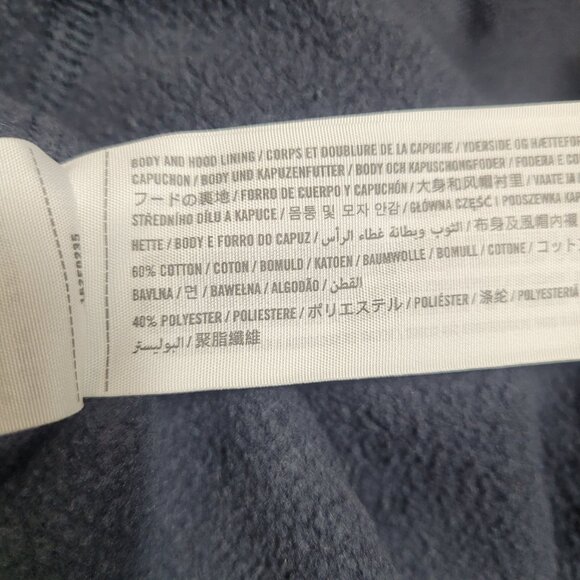 BODY AND HOOD LINING / CORPS ET DOUBLURE DE LA CAPUCHE / YDERSIDE OG HÆTTEFOR
CAPUCHON / BODY UND KAPUZENFUTTER / BODY OCH KAPUSCHONGFODER / FODERA E CO
フードの裏地 / FORRO DE CUERPO Y CAPUCHÓN / 大身和风帽衬里 / VAATE JA
STŘEDNÍHO DÍLU A KAPUCE / 몸통 및 모자 안감 / GŁÓWNA CZĘŚĆ I PODSZEWKA KAP
HETTE / BODY E FORRO DO CAPUZ / الثوب وبطانة غطاء الرأس / 布身及風帽內襯
60% COTTON / COTON / BOMULD / KATOEN / BAUMWOLLE / BOMULL / COTONE / コット
BAVLNA / 면 / BAWEŁNA / ALGODÃO / القطن
40% POLYESTER / POLIESTERE / ポリエステル / POLIÉSTER / 涤纶 / POLYESTERIÄ
البوليستر / 聚脂纖維